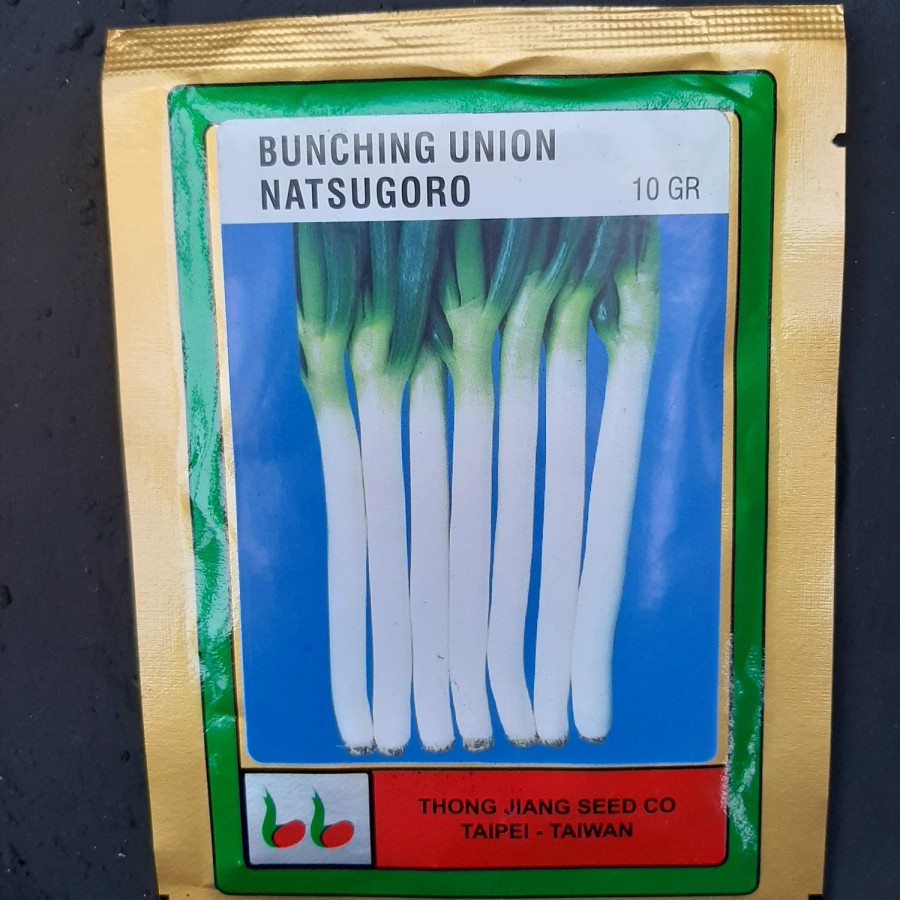 BUNCHING UNION
NATSUGORO
10 GR
THONG JIANG SEED CO
TAIPEI - TAIWAN